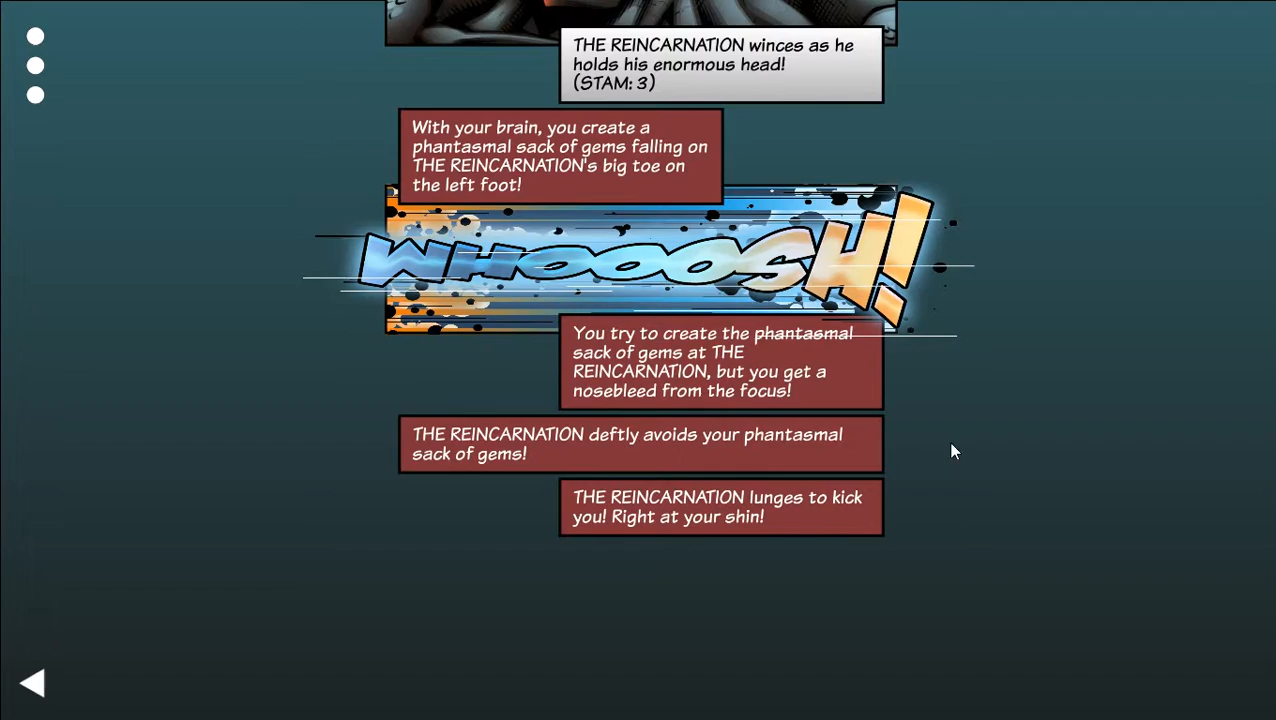 THE REINCARNATION winces as he
holds his enormous head!
(STAM: 3)
With your brain, you create a
phantasmal sack of gems falling on
THE REINCARNATION's big toe on
the left foot!
WHOOOSH!
You try to create the phantasmal
sack of gems at THE
REINCARNATION, but you get a
nosebleed from the focus!
THE REINCARNATION deftly avoids your phantasmal
sack of gems!
THE REINCARNATION lunges to kick
you! Right at your shin!